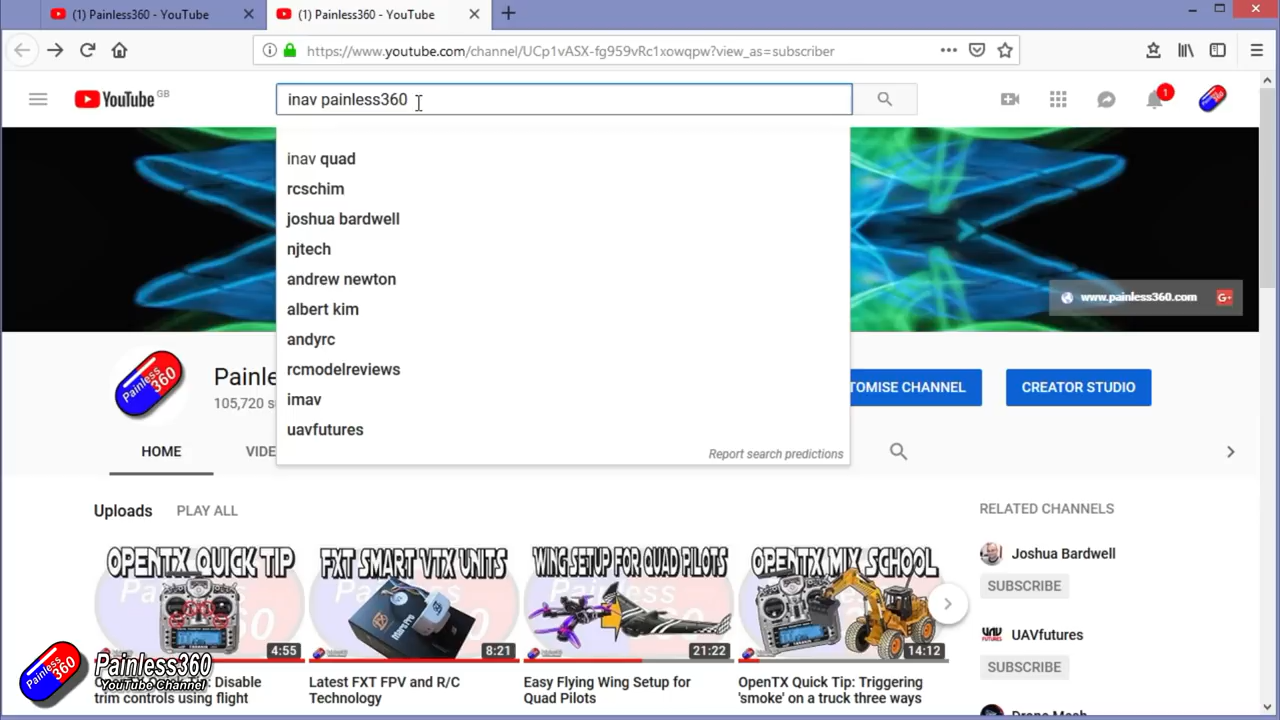 (1) Painless360 - YouTube
(1) Painless360 - YouTube
https://www.youtube.com/channel/UCp1vASX-fg959vRc1xowqpw?view_as=subscriber
YouTube GB
inav painless360
1
inav quad
rcschim
joshua bardwell
njtech
andrew newton
albert kim
andyrc
rcmodelreviews
imav
uavfutures
Report search predictions
www.painless360.com
G+
Painless 360
Painle
105,720 s
TOMISE CHANNEL
CREATOR STUDIO
HOME
VIDE
Uploads
PLAY ALL
RELATED CHANNELS
OPENTX QUICK TIP
FXT SMART VTX UNITS
WING SETUP FOR QUAD PILOTS
OPENTX MIX SCHOOL
4:55
8:21
21:22
14:12
Joshua Bardwell
SUBSCRIBE
UAVfutures
SUBSCRIBE
Painless360
YouTube Channel
: Disable
trim controls using flight
Latest FXT FPV and R/C
Technology
Easy Flying Wing Setup for
Quad Pilots
OpenTX Quick Tip: Triggering
'smoke' on a truck three ways